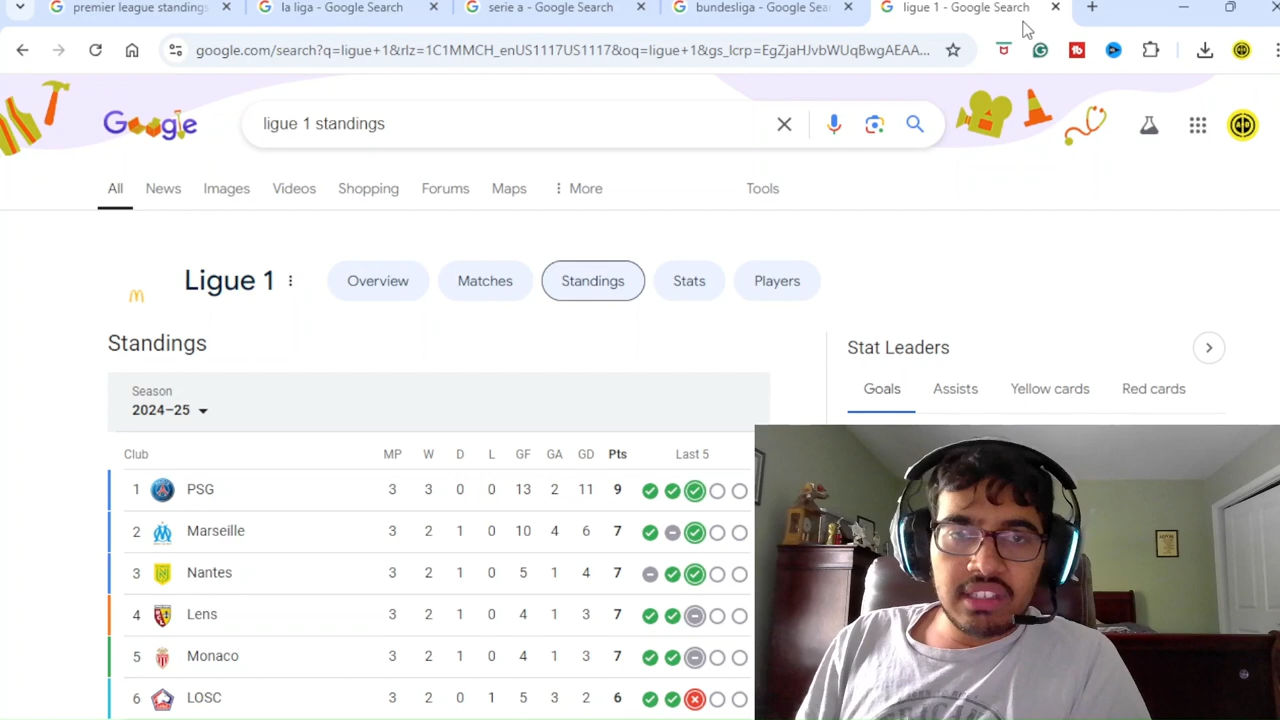 premier league standings
la liga - Google Search
serie a - Google Search
bundesliga - Google Sea
ligue 1 - Google Search
google.com/search?q=ligue+1&rlz=1C1MMCH_enUS1117US1117&oq=ligue+1&gs_lcrp=EgZjaHJvbWUqBwgAEAA...
Google
ligue 1 standings
All News Images Videos Shopping Forums Maps More Tools
Ligue 1 Overview Matches Standings Stats Players
Standings
Season
2024–25
Club MP W D L GF GA GD Pts Last 5
1 PSG 3 3 0 0 13 2 11 9
2 Marseille 3 2 1 0 10 4 6 7
3 Nantes 3 2 1 0 5 1 4 7
4 Lens 3 2 1 0 4 1 3 7
5 Monaco 3 2 1 0 4 1 3 7
6 LOSC 3 2 0 1 5 3 2 6
Stat Leaders
Goals Assists Yellow cards Red cards